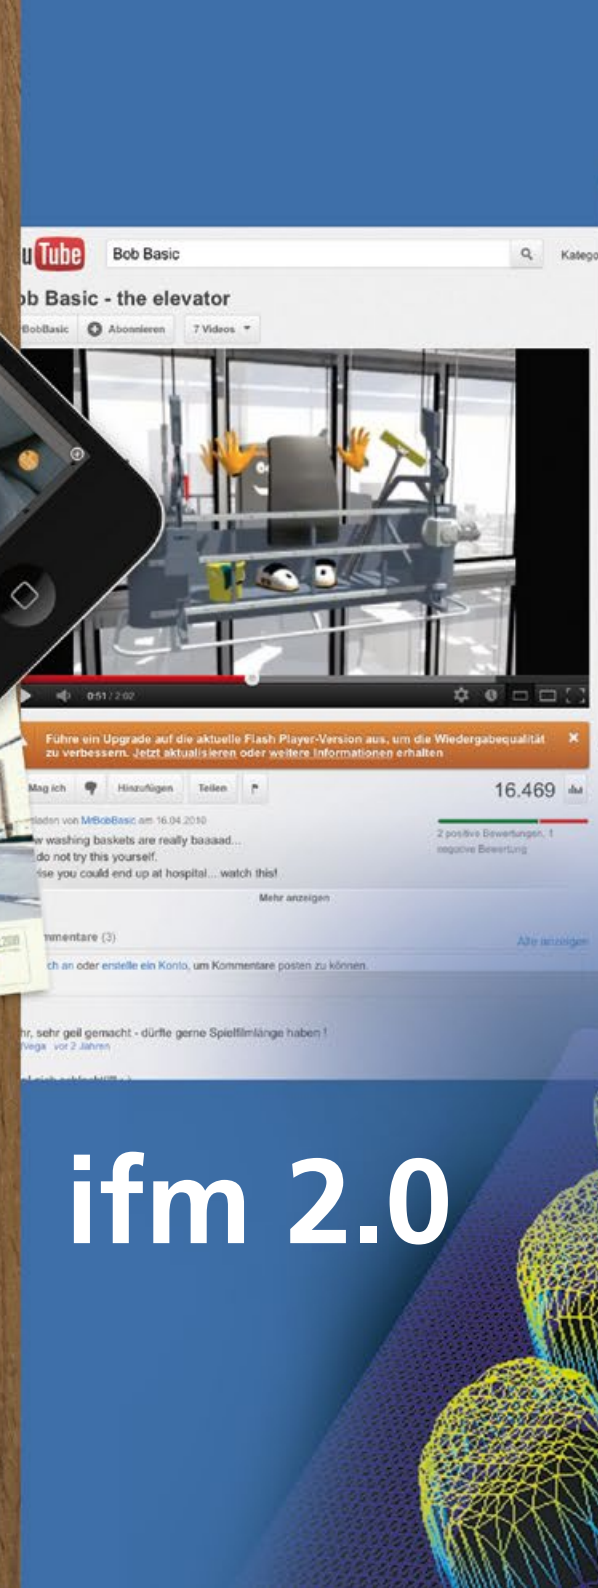 u Tube
Bob Basic
Katego
ob Basic - the elevator
rBobBasic
Abonnieren
7 Videos
0:51 / 2:02
Führe ein Upgrade auf die aktuelle Flash Player-Version aus, um die Wiedergabequalität
zu verbessern. Jetzt aktualisieren oder weitere Informationen erhalten
Mag ich
Hinzufügen
Teilen
16.469
laden von MrBobBasic am 16.04.2010
2 positive Bewertungen, 1
negative Bewertung
w washing baskets are really baaaad...
do not try this yourself.
ise you could end up at hospital... watch this!
Mehr anzeigen
mmentare (3)
Alle anzeigen
ch an oder erstelle ein Konto, um Kommentare posten zu können.
hr, sehr geil gemacht - dürfte gerne Spielfilmlänge haben !
Vega vor 2 Jahren
ifm 2.0